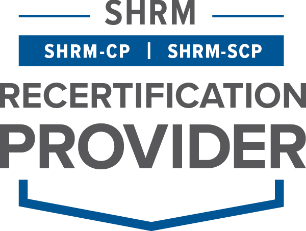 SHRM
SHRM-CP | SHRM-SCP
RECERTIFICATION
PROVIDER